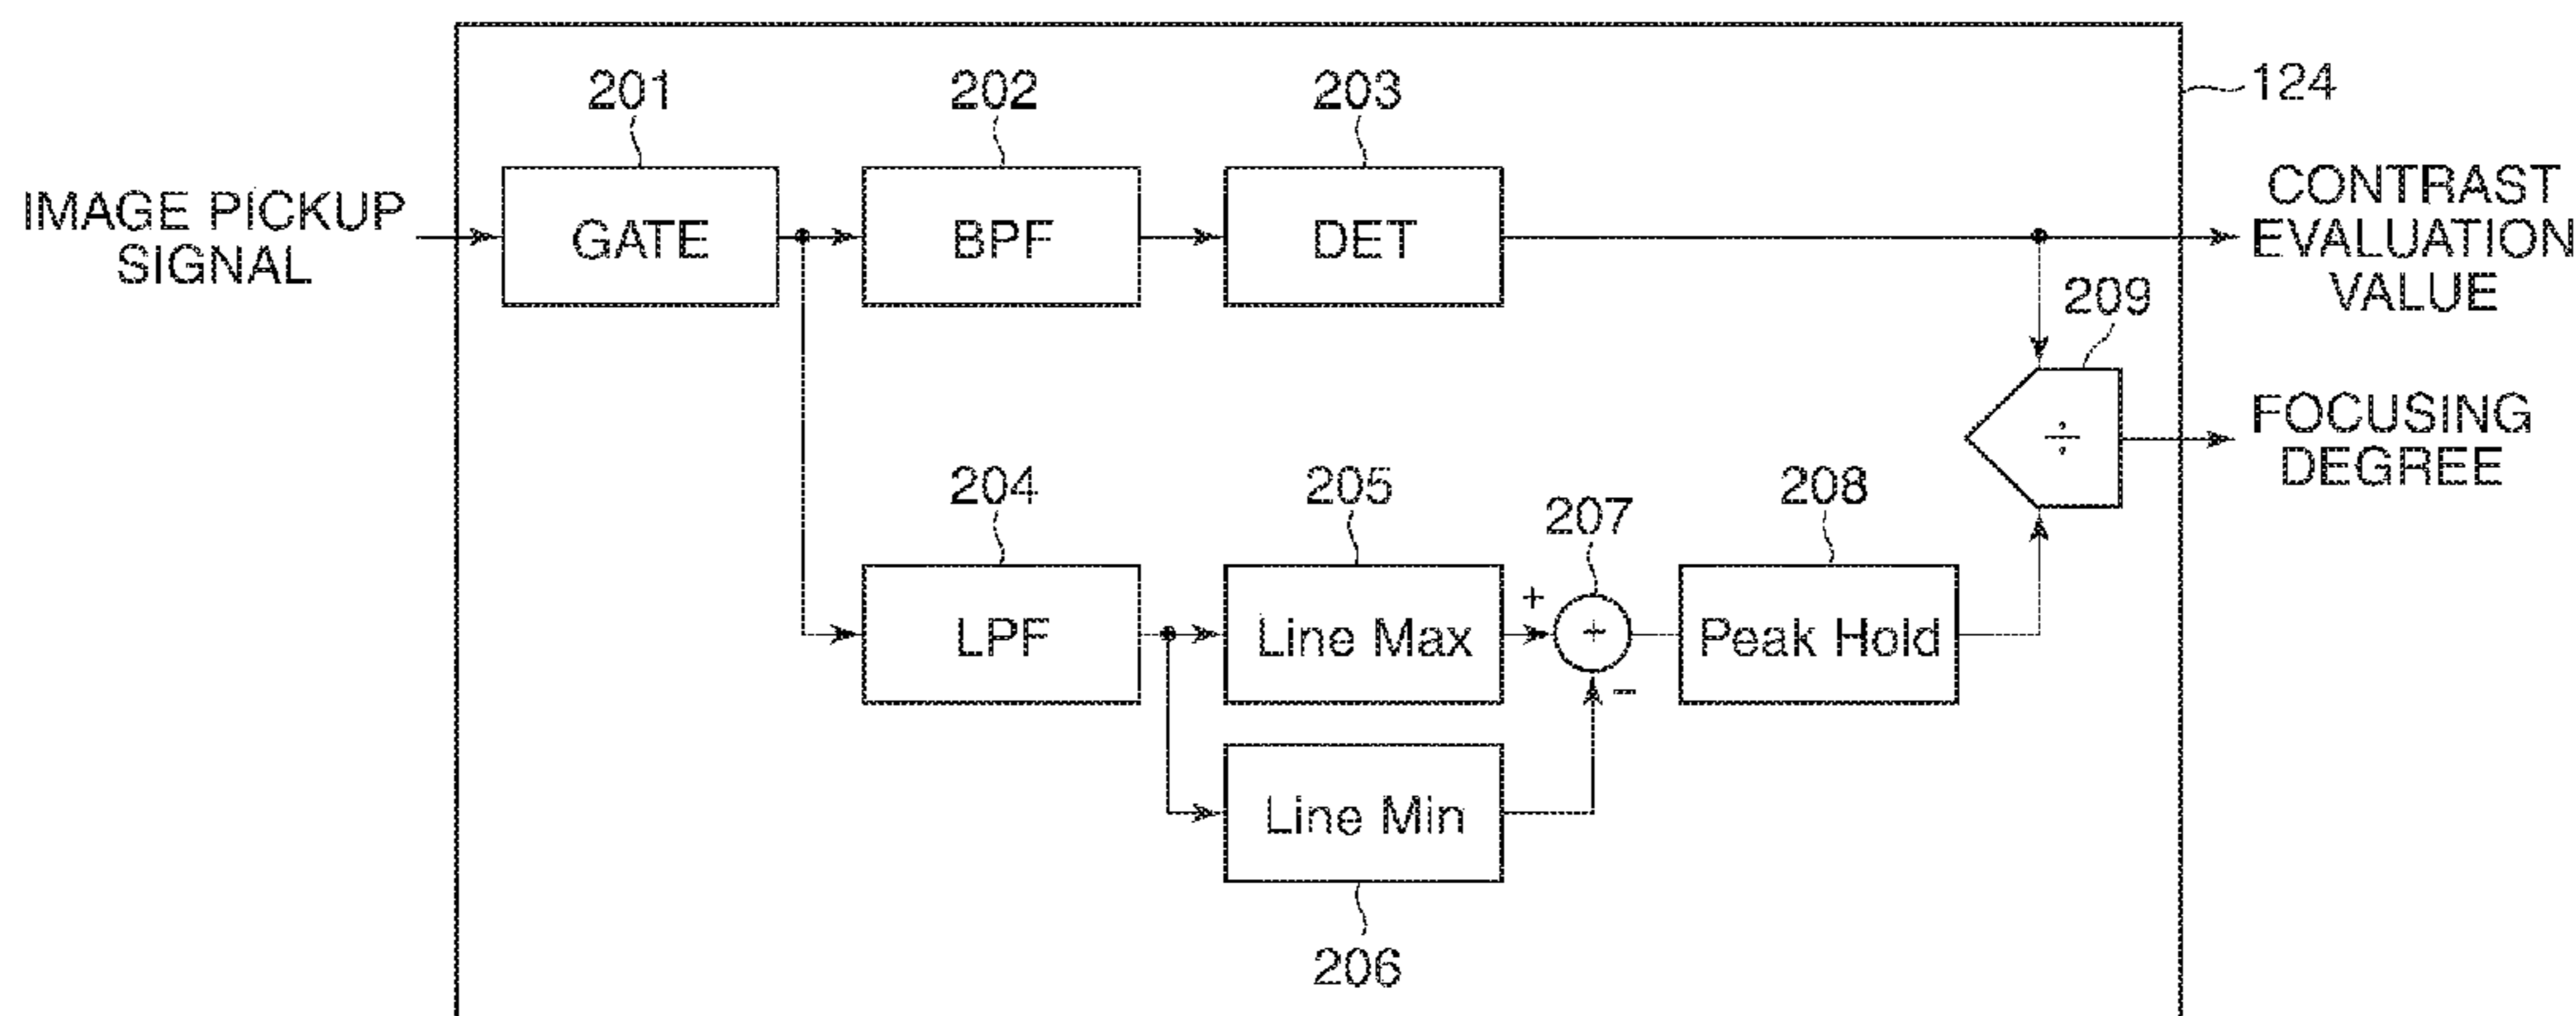 201
202
203
124
IMAGE PICKUP
SIGNAL
GATE
BPF
DET
CONTRAST
EVALUATION
VALUE
209
÷
FOCUSING
DEGREE
204
205
207
208
LPF
Line Max
+
+
−
Peak Hold
Line Min
206